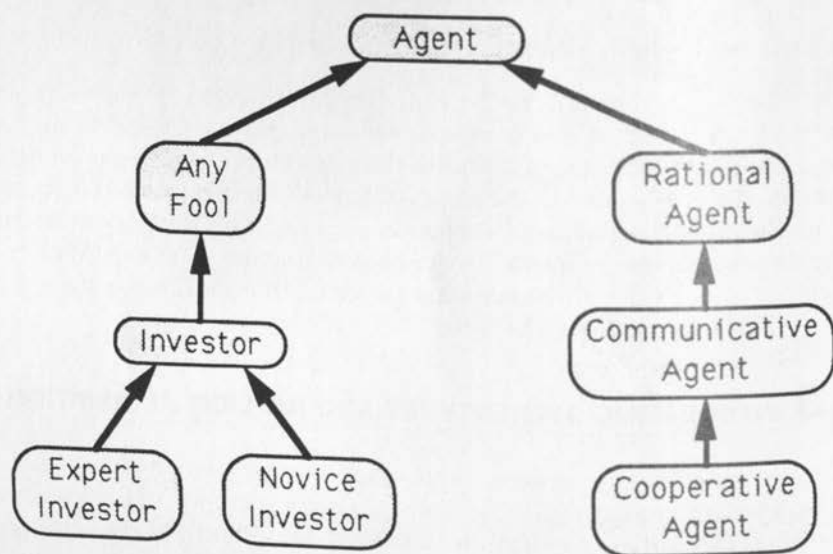 Agent
Any
Fool
Rational
Agent
Investor
Communicative
Agent
Expert
Investor
Novice
Investor
Cooperative
Agent